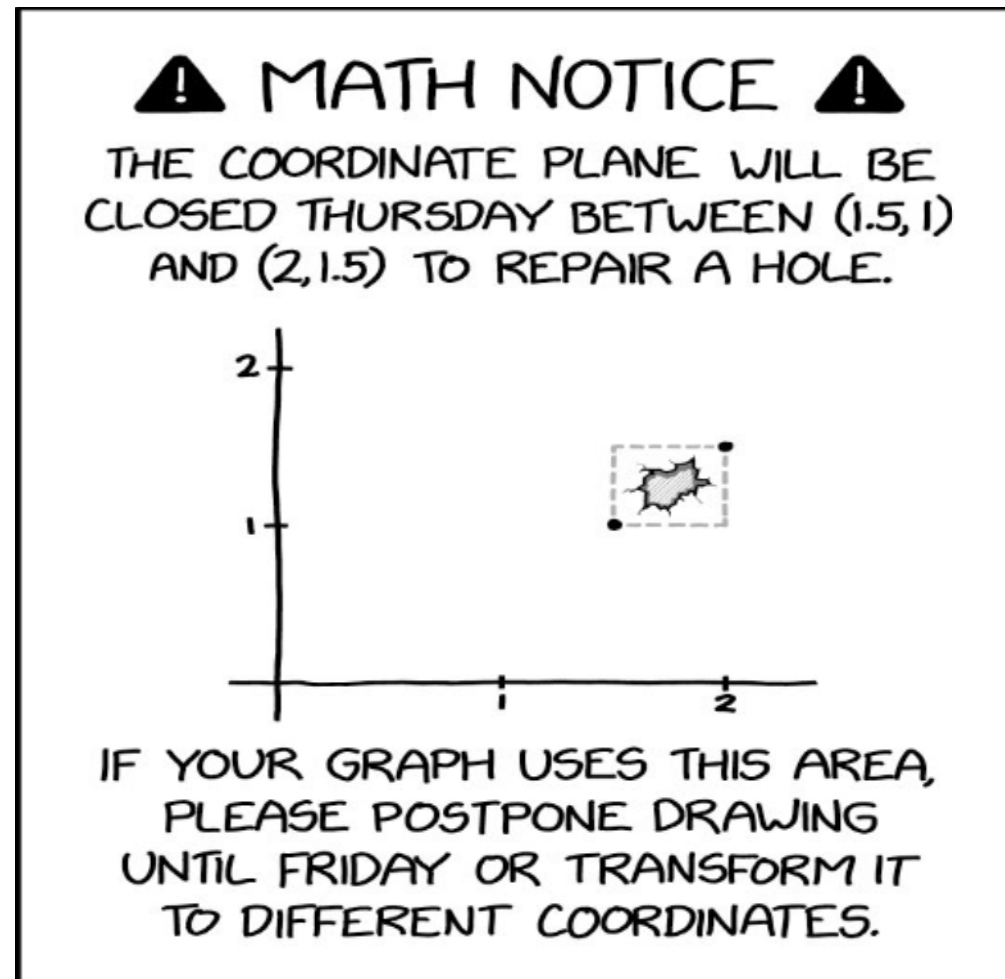 ⚠ MATH NOTICE ⚠
THE COORDINATE PLANE WILL BE
CLOSED THURSDAY BETWEEN (1.5, 1)
AND (2, 1.5) TO REPAIR A HOLE.
2
1
1 2
IF YOUR GRAPH USES THIS AREA,
PLEASE POSTPONE DRAWING
UNTIL FRIDAY OR TRANSFORM IT
TO DIFFERENT COORDINATES.